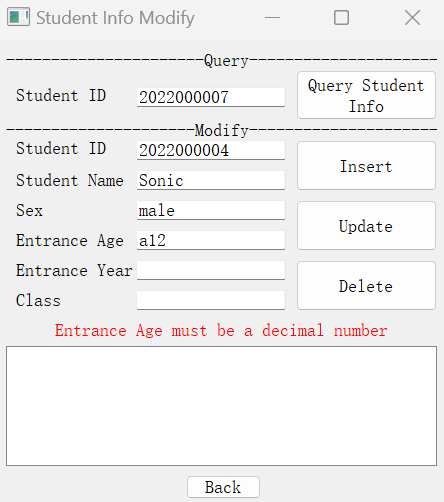 Student Info Modify
Query
Student ID 2022000007 Query Student Info
Modify
Student ID 2022000004
Insert
Student Name Sonic
Sex male
Update
Entrance Age a12
Entrance Year
Delete
Class
Entrance Age must be a decimal number
Back